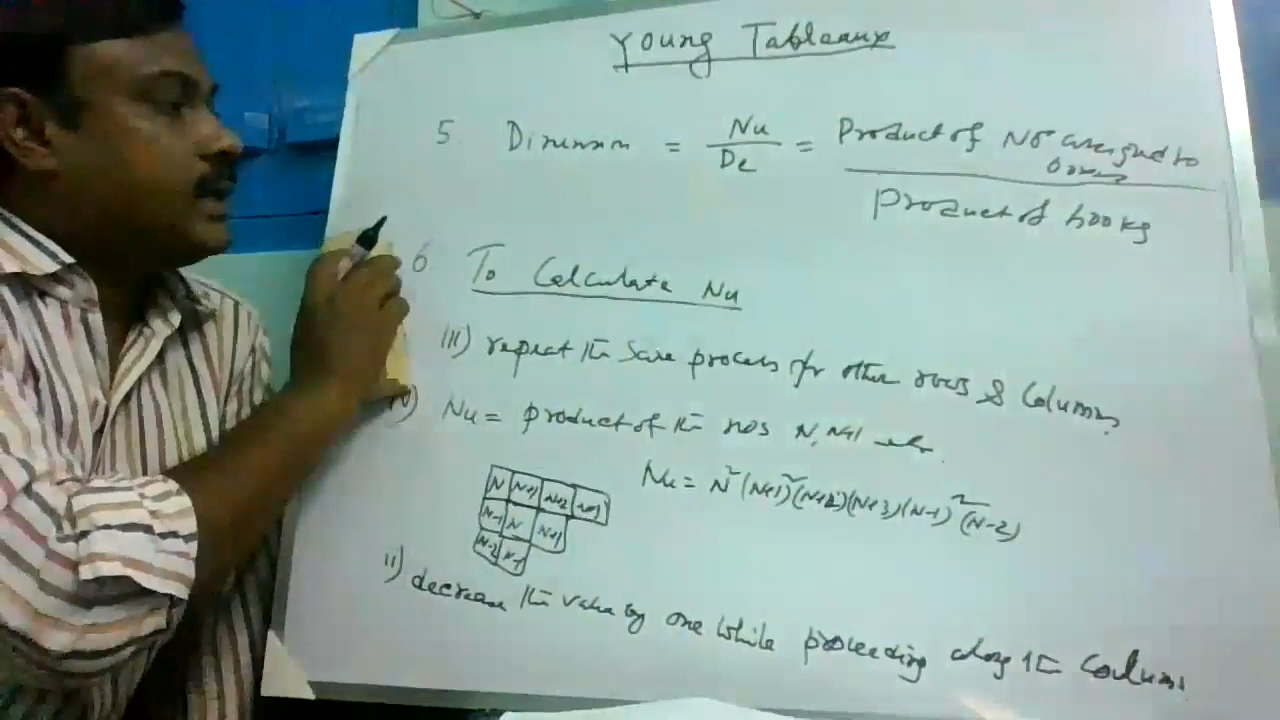 Young Tableaux
5. Dimension = Nu / De = Product of Nos assigned to boxes / Product of hooks
6 To Calculate Nu
iii) repeat the same process for other rows & Columns
iv) Nu = product of the nos N, N+1 etc.
N N+1 N+2 N+3
N-1 N N+1
N-2 N-1
Nu = N²(N+1)²(N+2)(N+3)(N-1)²(N-2)
ii) decrease the value by one while proceeding along the Column